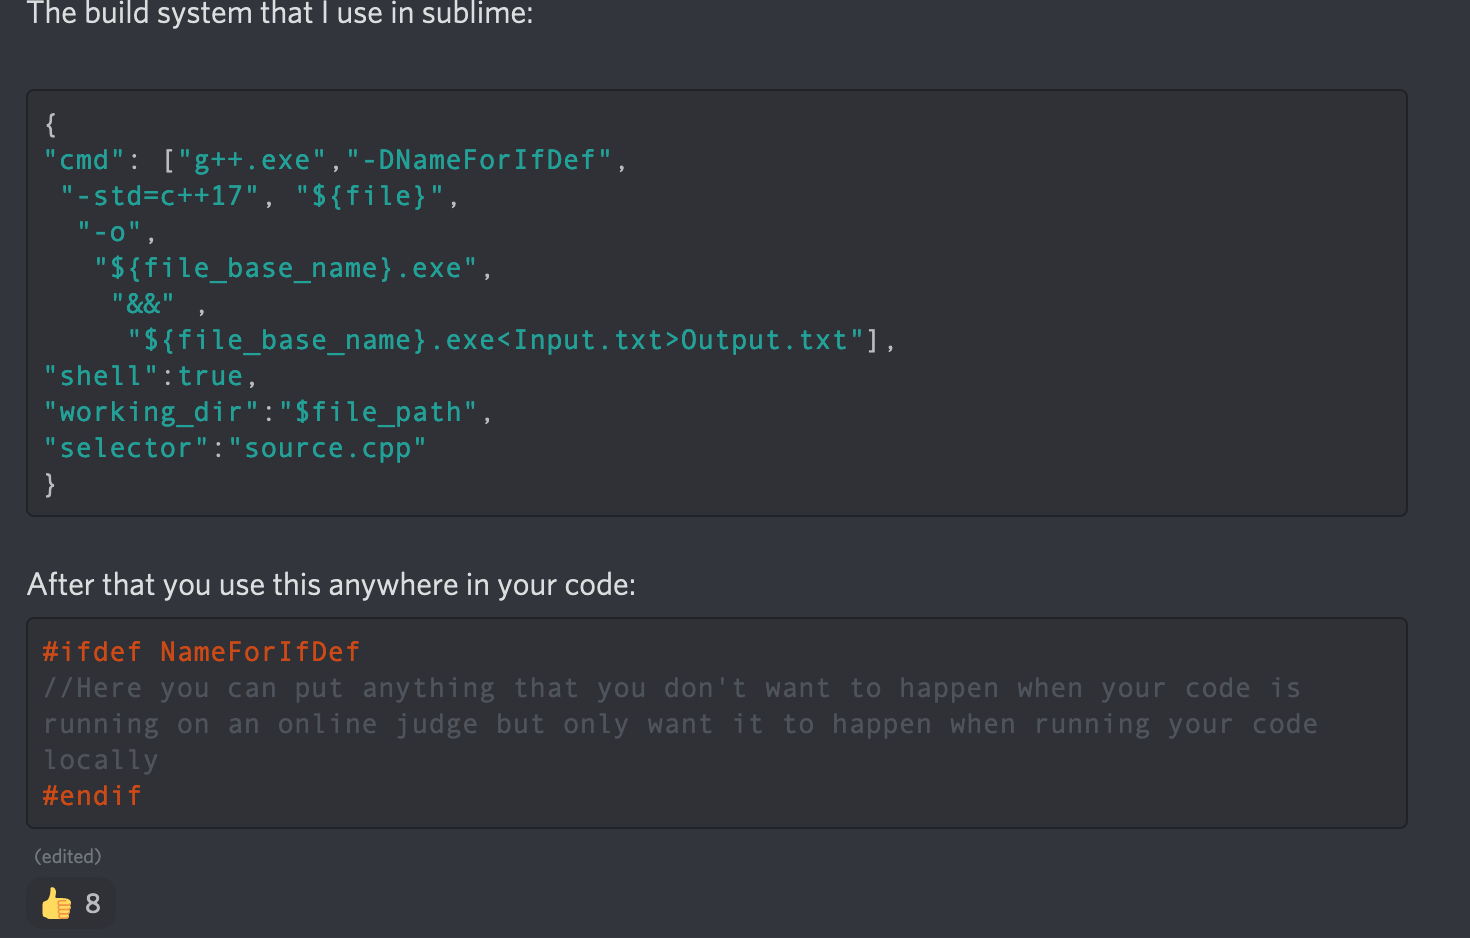 The build system that I use in sublime:
{
"cmd": ["g++.exe","-DNameForIfDef",
"-std=c++17", "${file}",
"-o",
"${file_base_name}.exe",
"&&" ,
"${file_base_name}.exe<Input.txt>Output.txt"],
"shell":true,
"working_dir":"$file_path",
"selector":"source.cpp"
}
After that you use this anywhere in your code:
#ifdef NameForIfDef
//Here you can put anything that you don't want to happen when your code is
running on an online judge but only want it to happen when running your code
locally
#endif
(edited)
👍 8